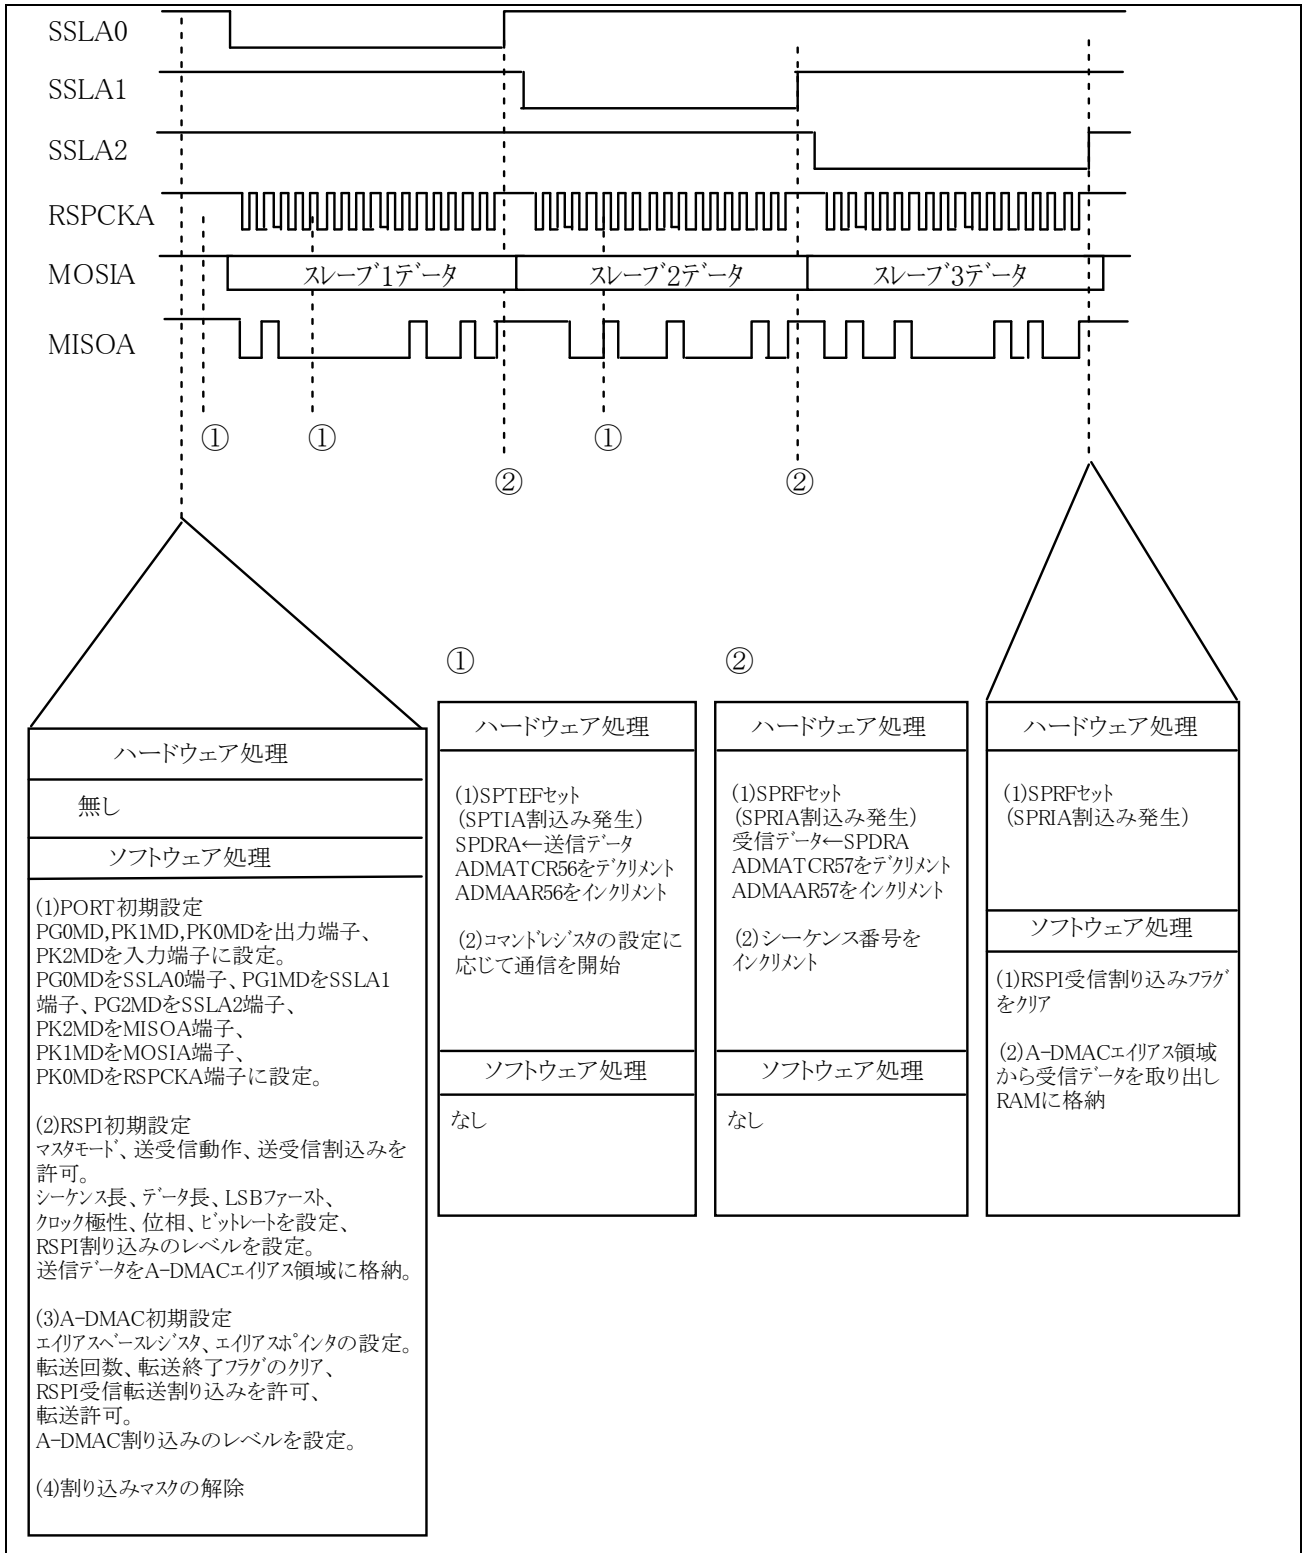 SSLA0
SSLA1
SSLA2
RSPCKA
MOSIA
スレーブ1データ
スレーブ2データ
スレーブ3データ
MISOA
①
①
①
②
②
①
②
ハードウェア処理
無し
ソフトウェア処理
(1)PORT初期設定
PG0MD,PK1MD,PK0MDを出力端子、
PK2MDを入力端子に設定。
PG0MDをSSLA0端子、PG1MDをSSLA1
端子、PG2MDをSSLA2端子、
PK2MDをMISOA端子、
PK1MDをMOSIA端子、
PK0MDをRSPCKA端子に設定。
(2)RSPI初期設定
マスタモード、送受信動作、送受信割込みを
許可。
シーケンス長、データ長、LSBファースト、
クロック極性、位相、ビットレートを設定、
RSPI割り込みのレベルを設定。
送信データをA-DMACエイリアス領域に格納。
(3)A-DMAC初期設定
エイリアスベースレジスタ、エイリアスポインタの設定。
転送回数、転送終了フラグのクリア、
RSPI受信転送割り込みを許可、
転送許可。
A-DMAC割り込みのレベルを設定。
(4)割り込みマスクの解除
ハードウェア処理
(1)SPTEFセット
(SPTIA割込み発生)
SPDRA←送信データ
ADMATCR56をデクリメント
ADMAAR56をインクリメント
(2)コマンドレジスタの設定に
応じて通信を開始
ソフトウェア処理
なし
ハードウェア処理
(1)SPRFセット
(SPRIA割込み発生)
受信データ←SPDRA
ADMATCR57をデクリメント
ADMAAR57をインクリメント
(2)シーケンス番号を
インクリメント
ソフトウェア処理
なし
ハードウェア処理
(1)SPRFセット
(SPRIA割込み発生)
ソフトウェア処理
(1)RSPI受信割り込みフラグ
をクリア
(2)A-DMACエイリアス領域
から受信データを取り出し
RAMに格納